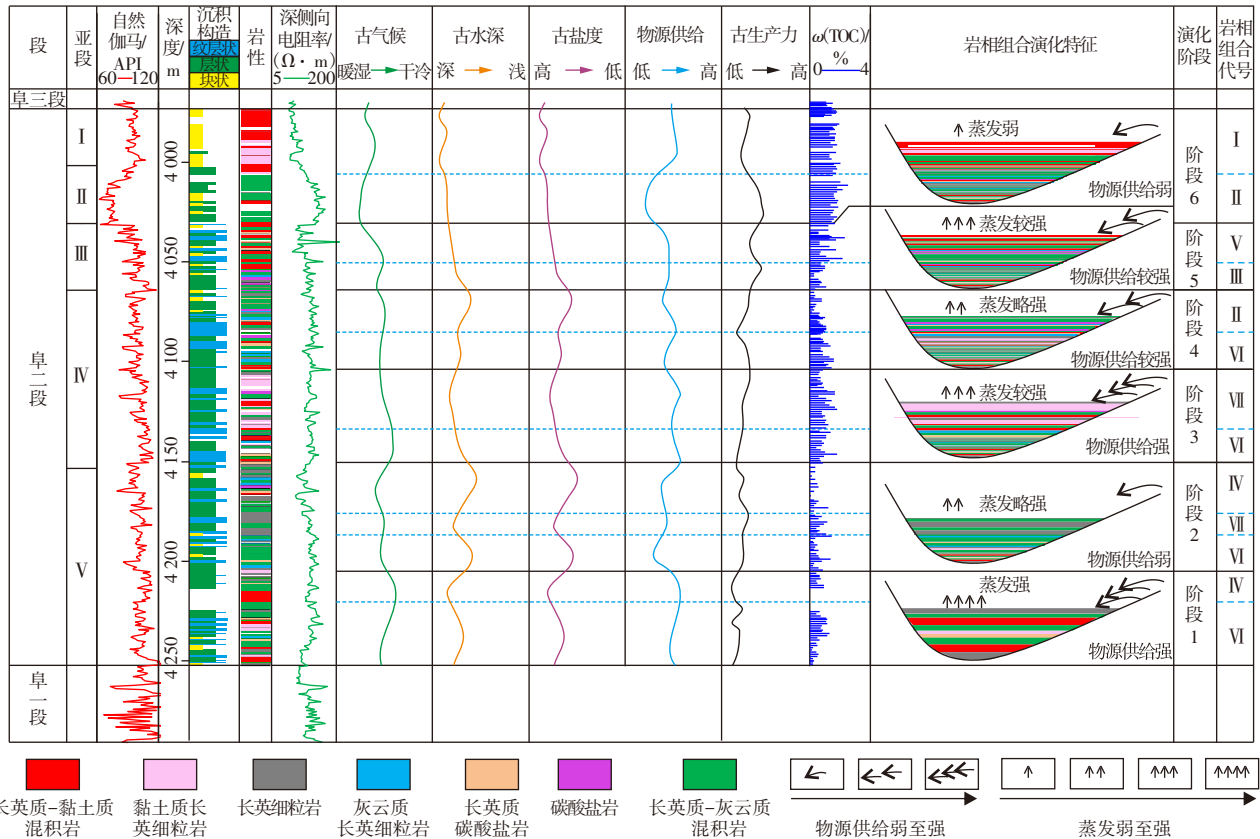 段
亚段
自然
伽马/
API
60 120
深度/
m
沉积
构造
纹层状
层状
块状
岩性
深侧向
电阻率/
(Ω·m)
5 200
古气候
暖湿 干冷
古水深
深 浅
古盐度
高 低
物源供给
低 高
古生产力
低 高
ω(TOC)/
%
0 4
岩相组合演化特征
演化
阶段
岩相
组合
代号
阜三段
阜二段
阜一段
Ⅰ
Ⅱ
Ⅲ
Ⅳ
Ⅴ
4 000
4 050
4 100
4 150
4 200
4 250
蒸发弱
物源供给弱
阶段6
Ⅰ
Ⅱ
蒸发较强
物源供给较强
阶段5
Ⅴ
Ⅲ
蒸发略强
物源供给较强
阶段4
Ⅱ
Ⅵ
蒸发较强
物源供给强
阶段3
Ⅶ
Ⅵ
蒸发略强
物源供给弱
阶段2
Ⅳ
Ⅶ
Ⅵ
蒸发强
物源供给强
阶段1
Ⅳ
Ⅵ
长英质-黏土质
混积岩
黏土质长
英细粒岩
长英细粒岩
灰云质
长英细粒岩
长英质
碳酸盐岩
碳酸盐岩
长英质-灰云质
混积岩
物源供给弱至强
蒸发弱至强